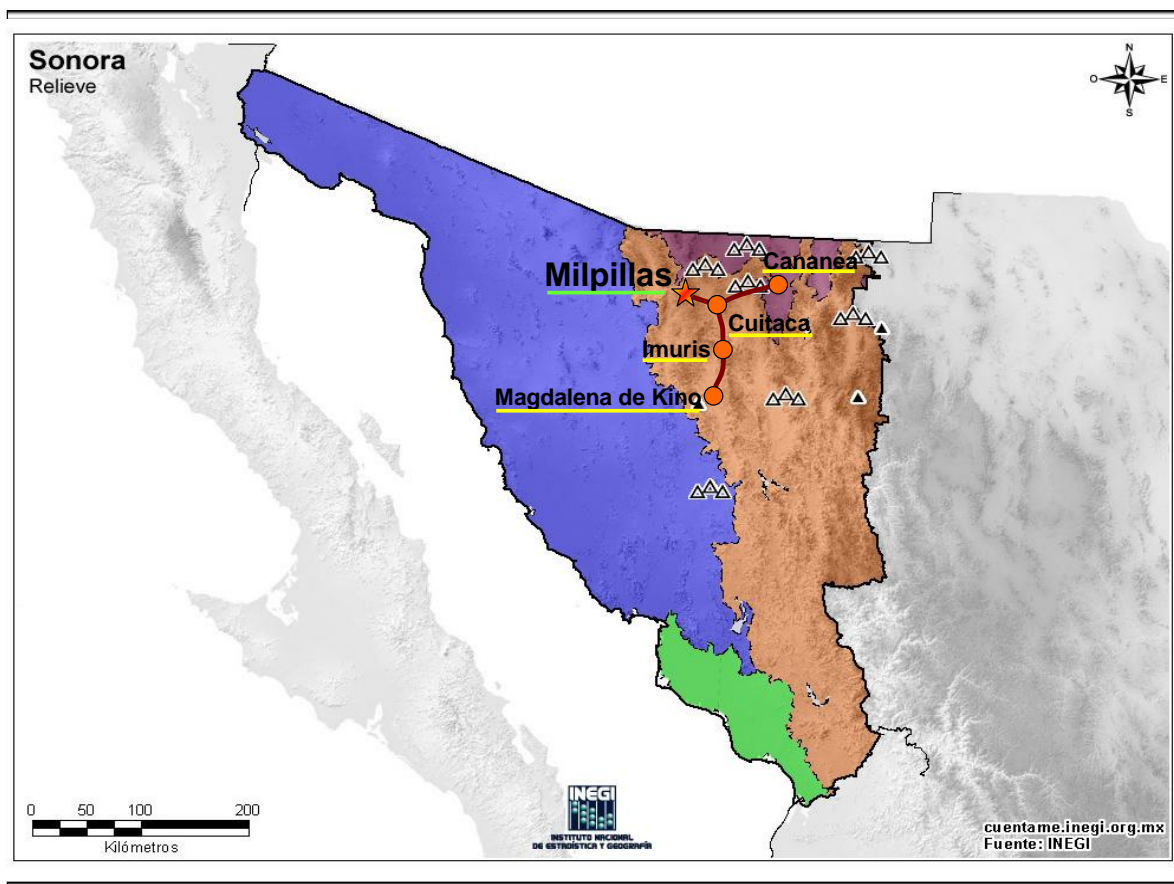 Sonora
Relieve
N
O
E
S
Cananea
Milpillas
Cuitaca
Imuris
Magdalena de Kino
0 50 100 200
Kilómetros
INEGI
INSTITUTO NACIONAL
DE ESTADÍSTICA Y GEOGRAFÍA
cuentame.inegi.org.mx
Fuente: INEGI